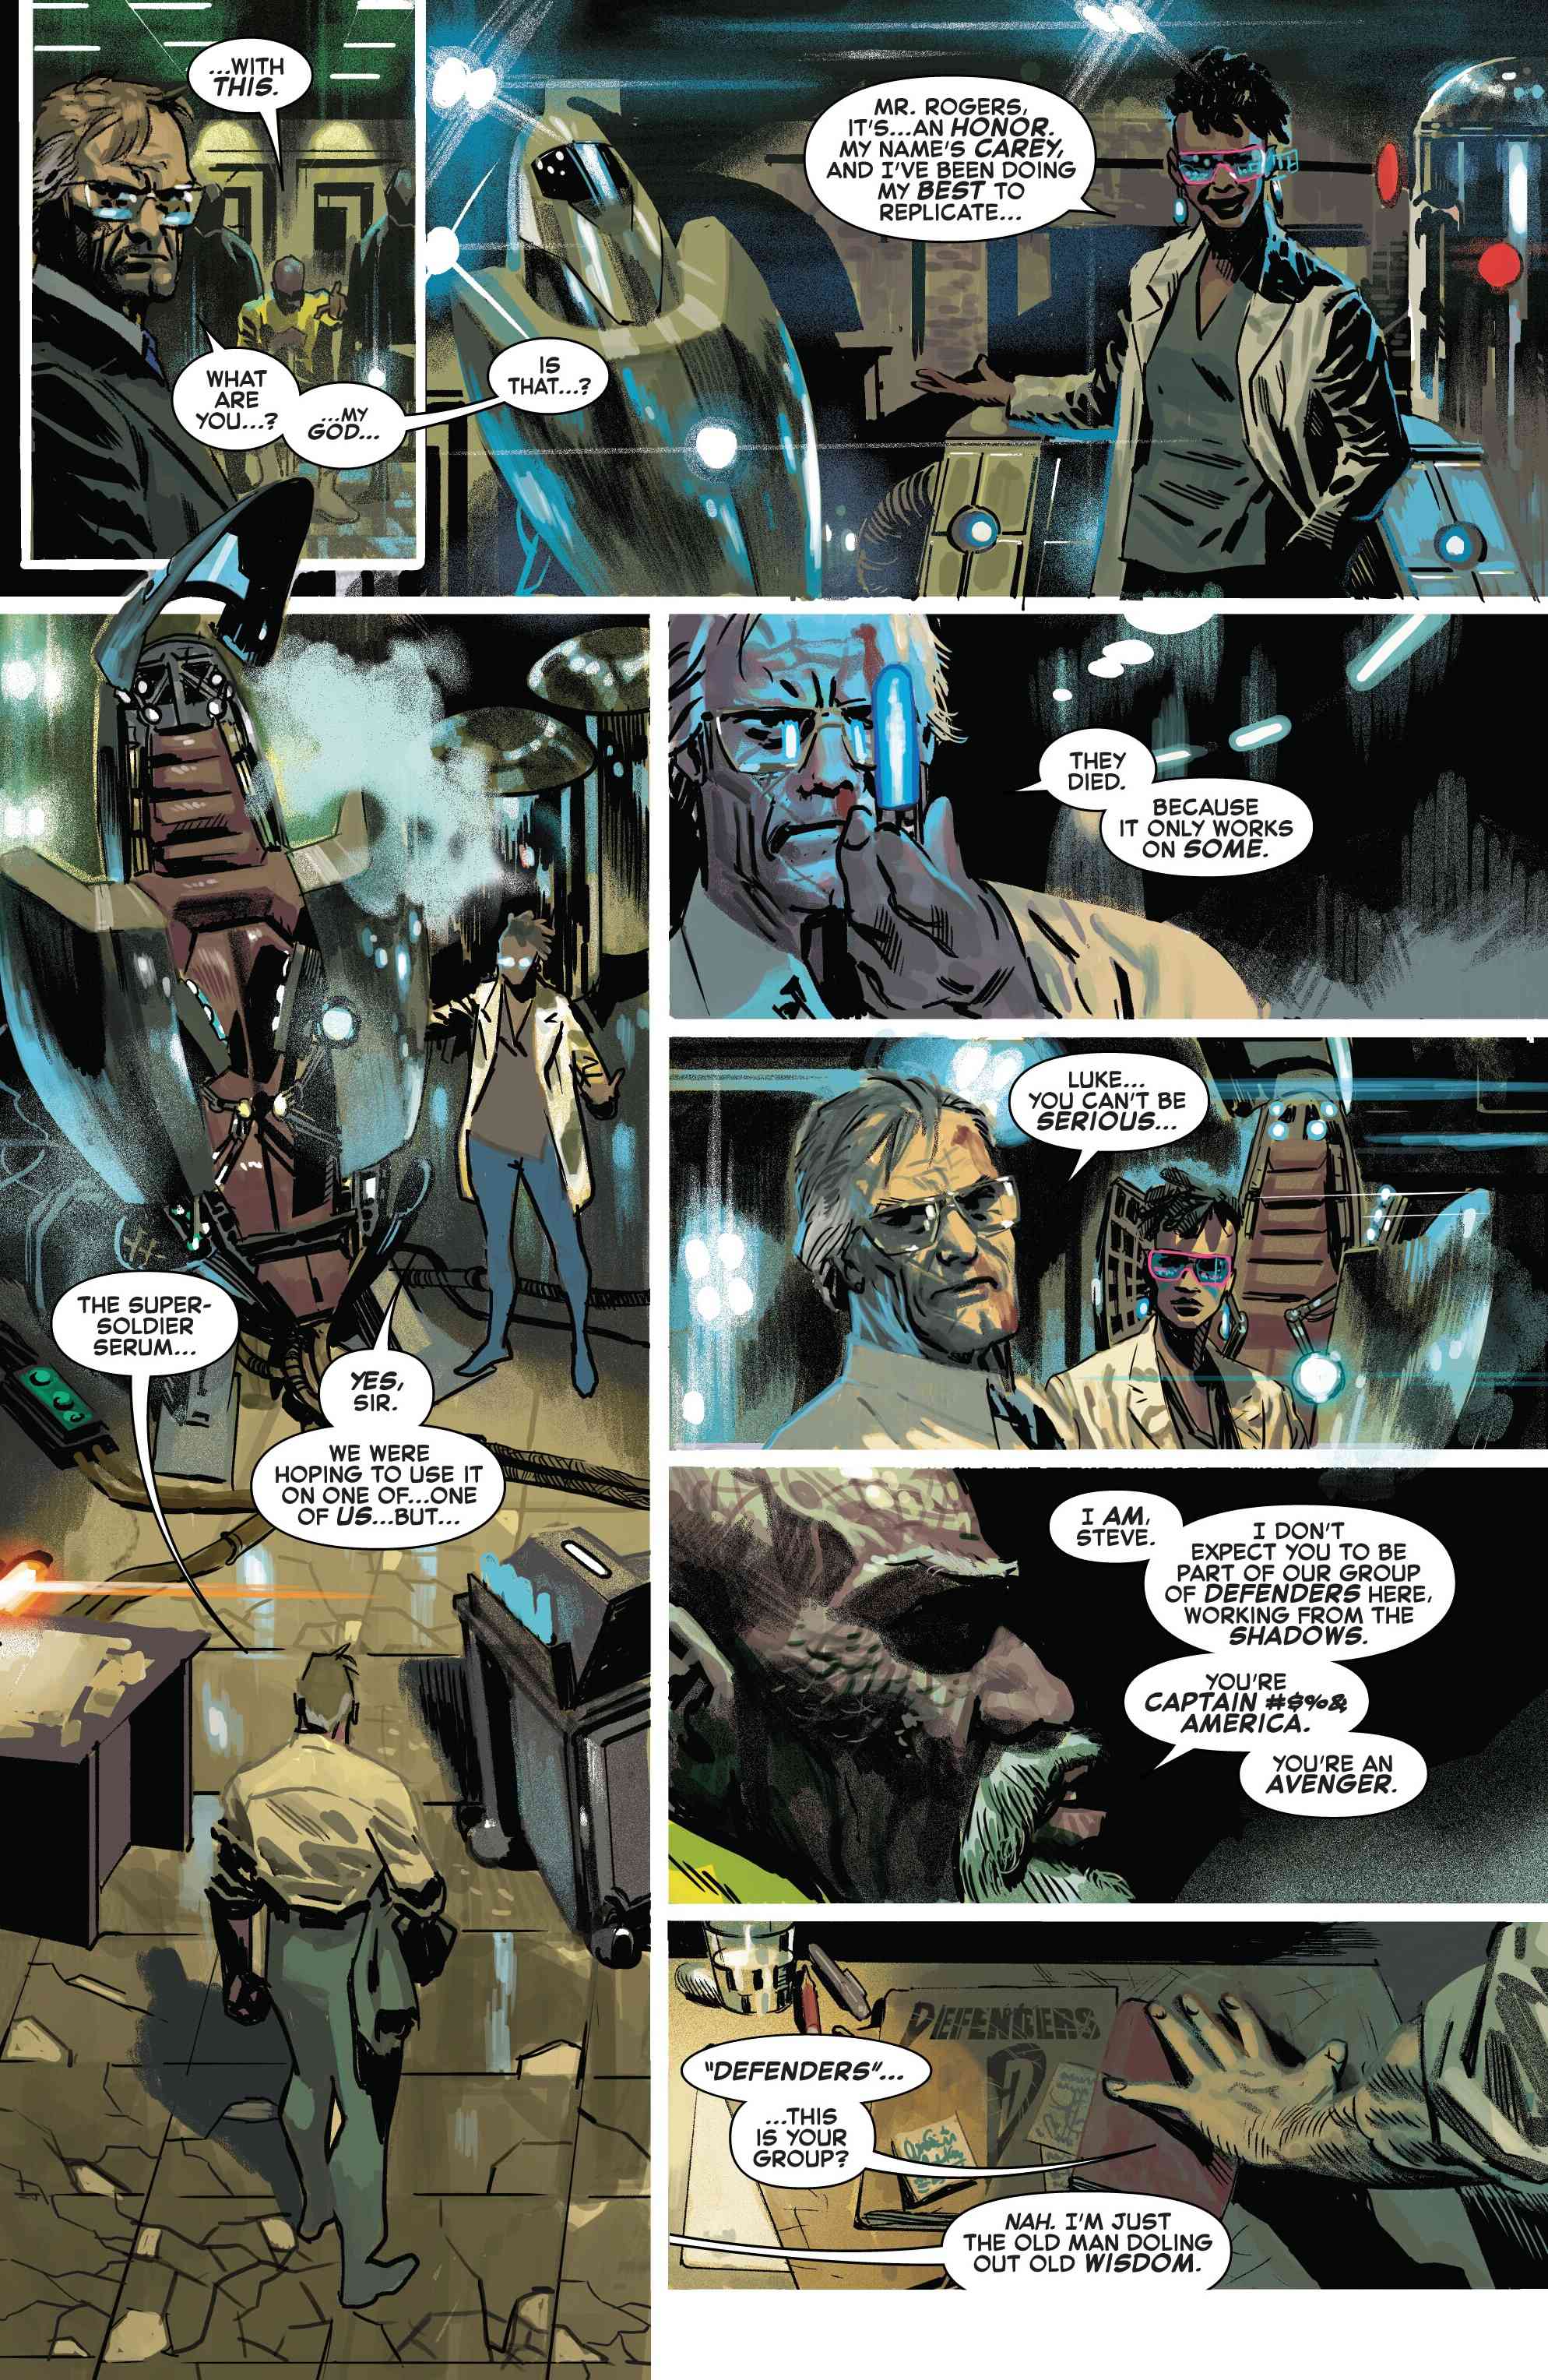 ...WITH
THIS.
WHAT
ARE
YOU...?
...MY
GOD...
IS
THAT...?
MR. ROGERS,
IT'S...AN HONOR.
MY NAME'S CAREY,
AND I'VE BEEN DOING
MY BEST TO
REPLICATE...
THE SUPER-
SOLDIER
SERUM...
YES,
SIR.
WE WERE
HOPING TO USE IT
ON ONE OF...ONE
OF US...BUT...
THEY
DIED.
BECAUSE
IT ONLY WORKS
ON SOME.
LUKE...
YOU CAN'T BE
SERIOUS...
I AM,
STEVE.
I DON'T
EXPECT YOU TO BE
PART OF OUR GROUP
OF DEFENDERS HERE,
WORKING FROM THE
SHADOWS.
YOU'RE
CAPTAIN #$%&
AMERICA.
YOU'RE AN
AVENGER.
DEFENDERS
D
"DEFENDERS"...
...THIS
IS YOUR
GROUP?
NAH. I'M JUST
THE OLD MAN DOLING
OUT OLD WISDOM.